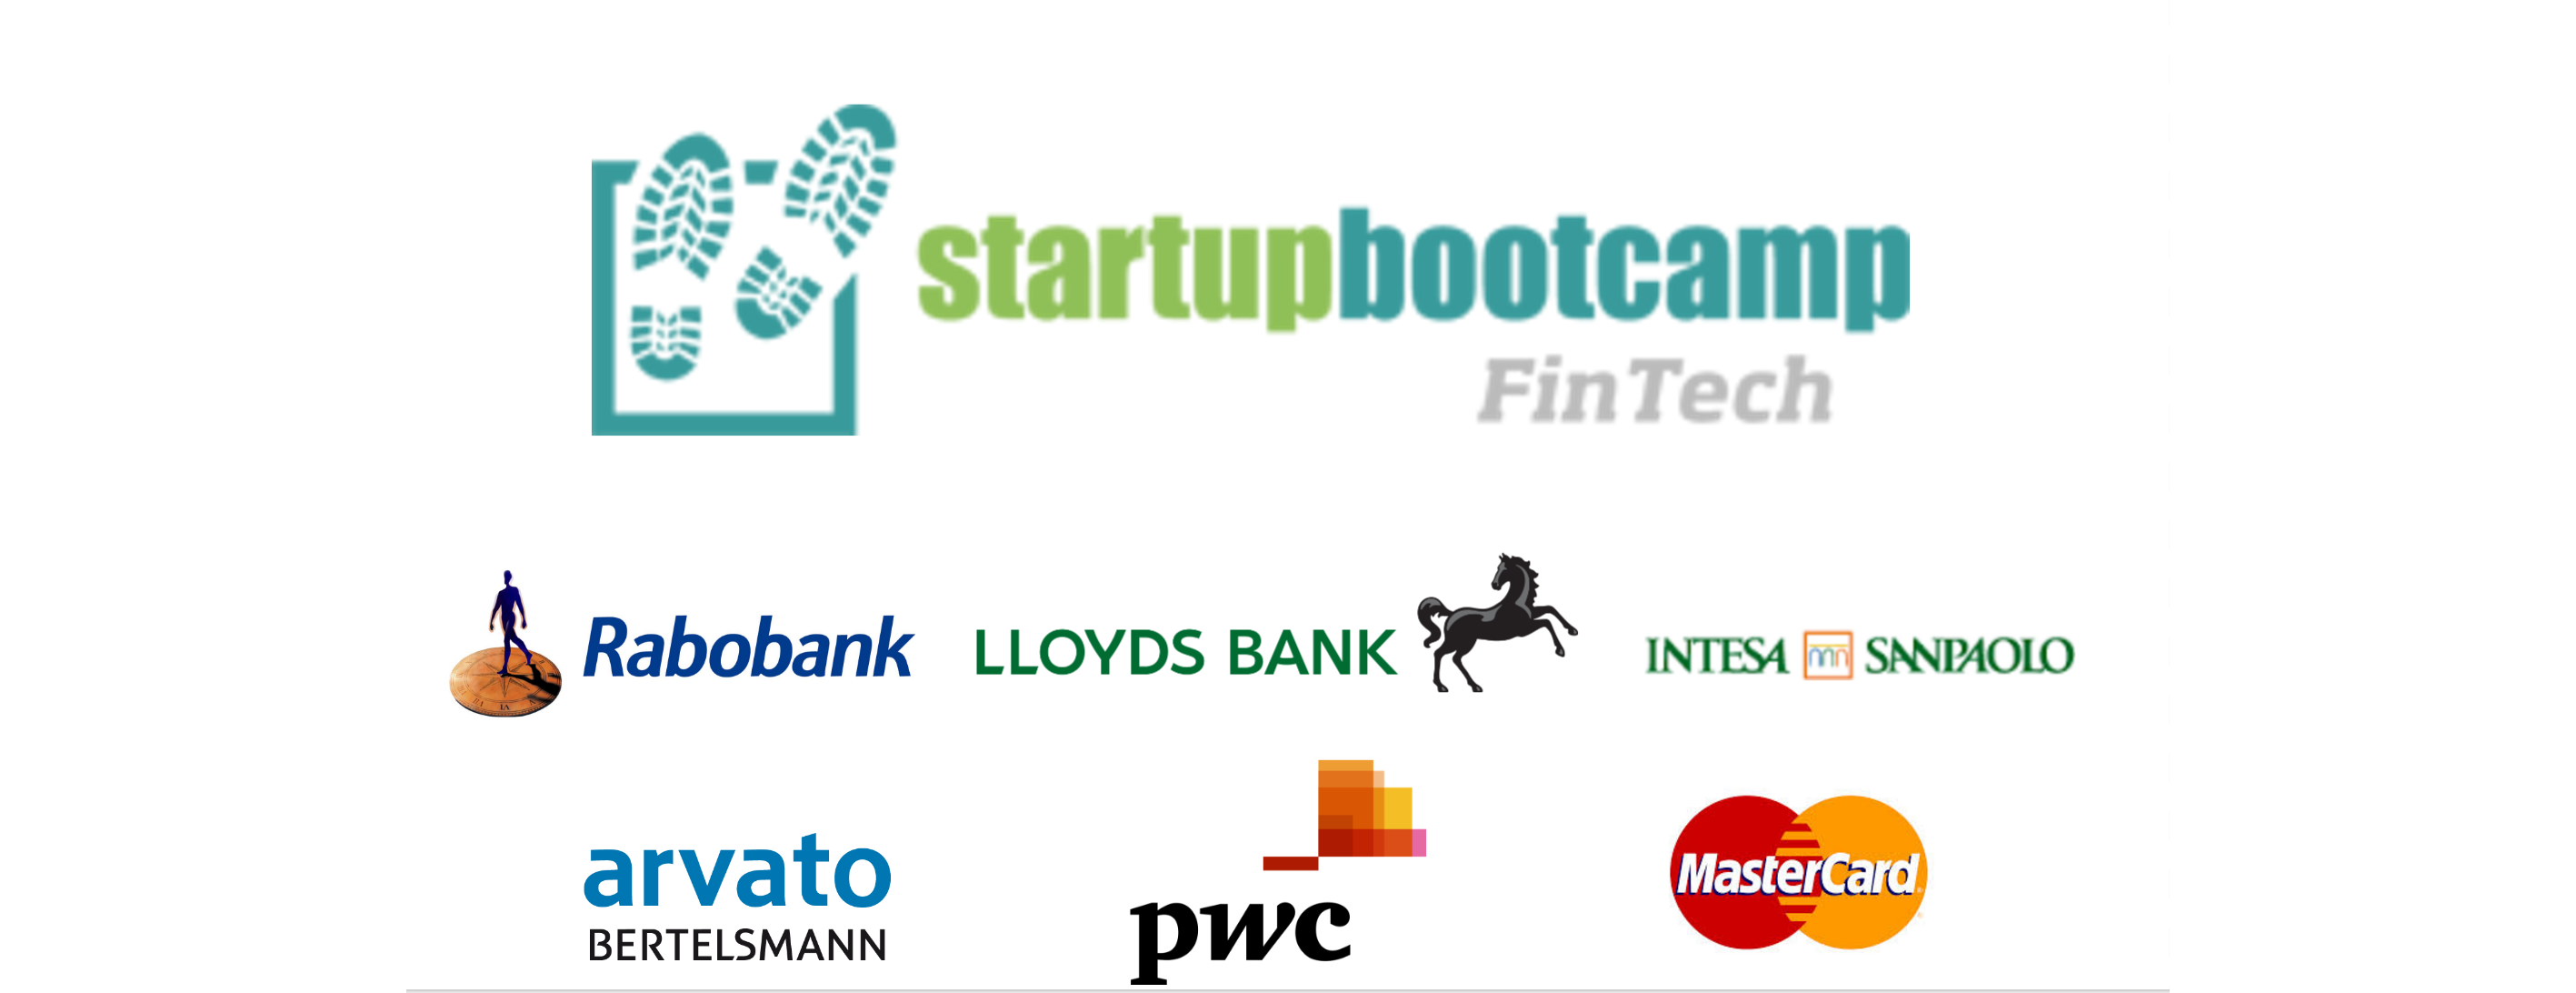 startupbootcamp
FinTech
Rabobank
LLOYDS BANK
INTESA SANPAOLO
arvato
BERTELSMANN
pwc
MasterCard